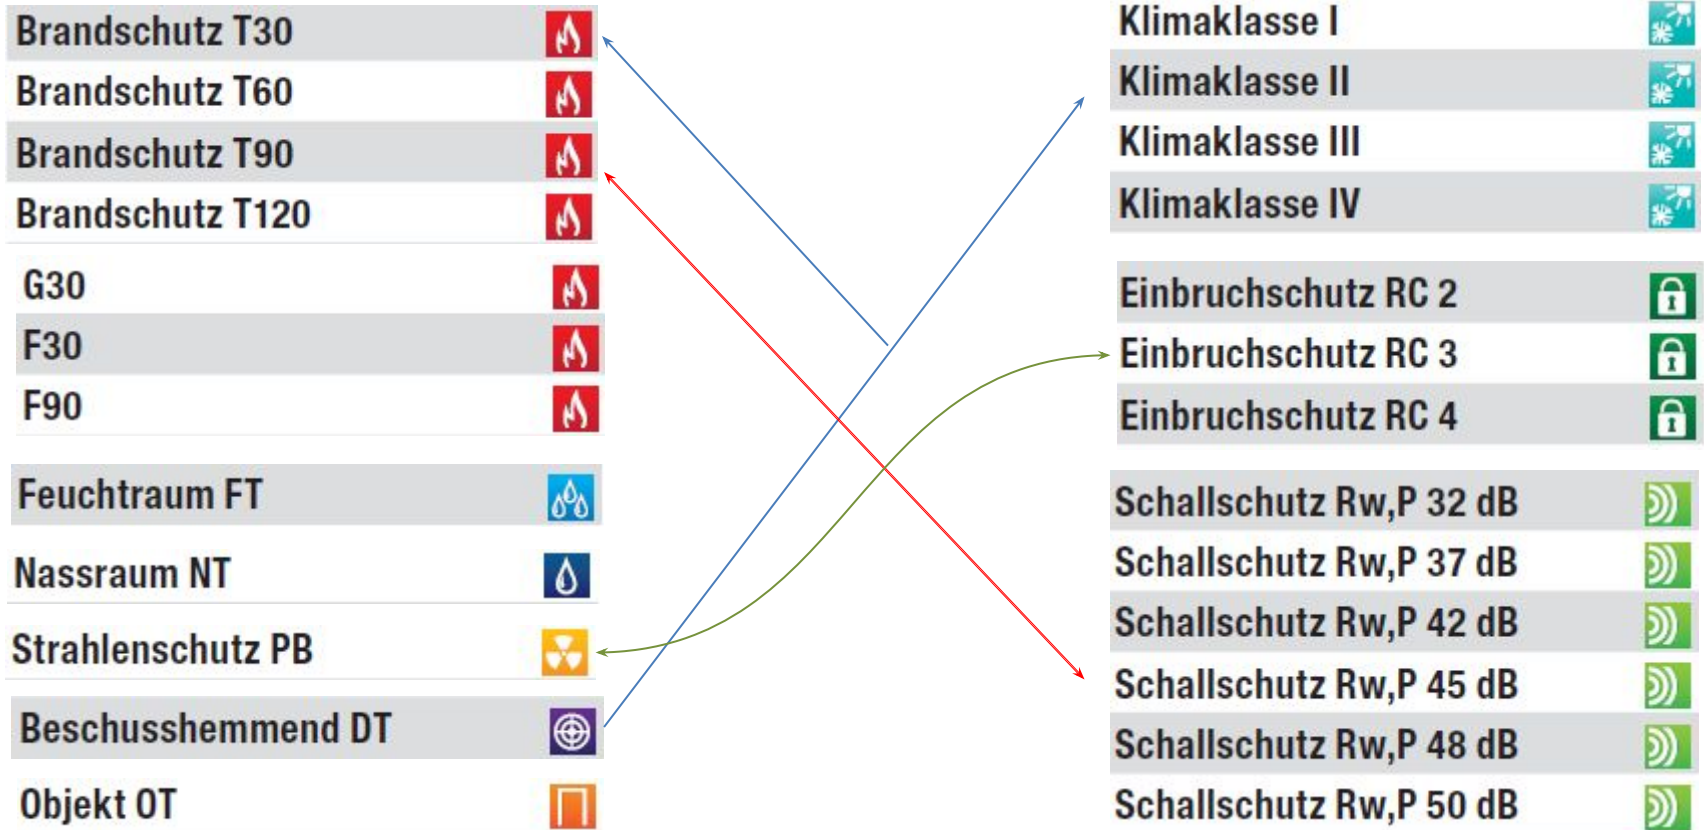 Brandschutz T30
Brandschutz T60
Brandschutz T90
Brandschutz T120
G30
F30
F90
Feuchtraum FT
Nassraum NT
Strahlenschutz PB
Beschusshemmend DT
Objekt OT
Klimaklasse I
Klimaklasse II
Klimaklasse III
Klimaklasse IV
Einbruchschutz RC 2
Einbruchschutz RC 3
Einbruchschutz RC 4
Schallschutz Rw,P 32 dB
Schallschutz Rw,P 37 dB
Schallschutz Rw,P 42 dB
Schallschutz Rw,P 45 dB
Schallschutz Rw,P 48 dB
Schallschutz Rw,P 50 dB